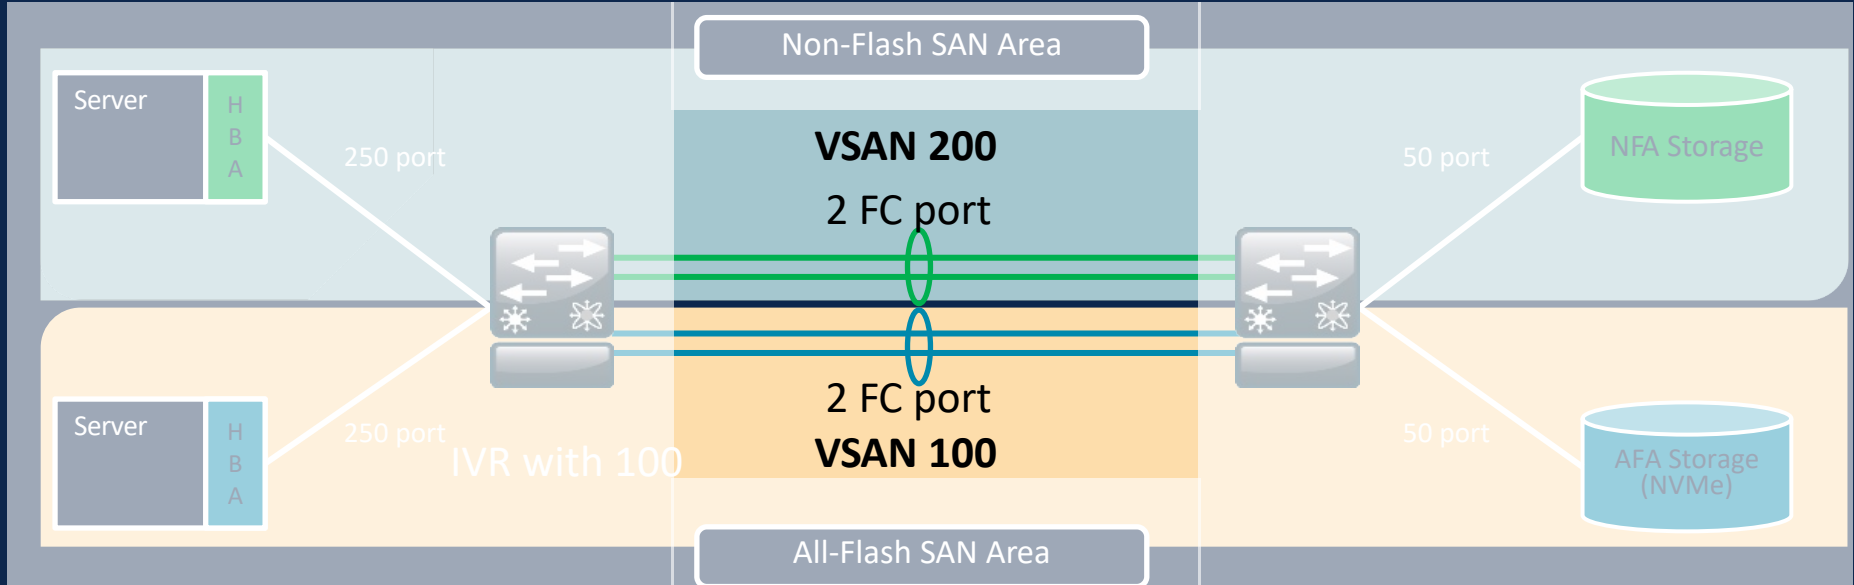 Non-Flash SAN Area
Server
H
B
A
250 port
VSAN 200
2 FC port
50 port
NFA Storage
2 FC port
VSAN 100
Server
H
B
A
250 port
IVR with 100
50 port
AFA Storage
(NVMe)
All-Flash SAN Area